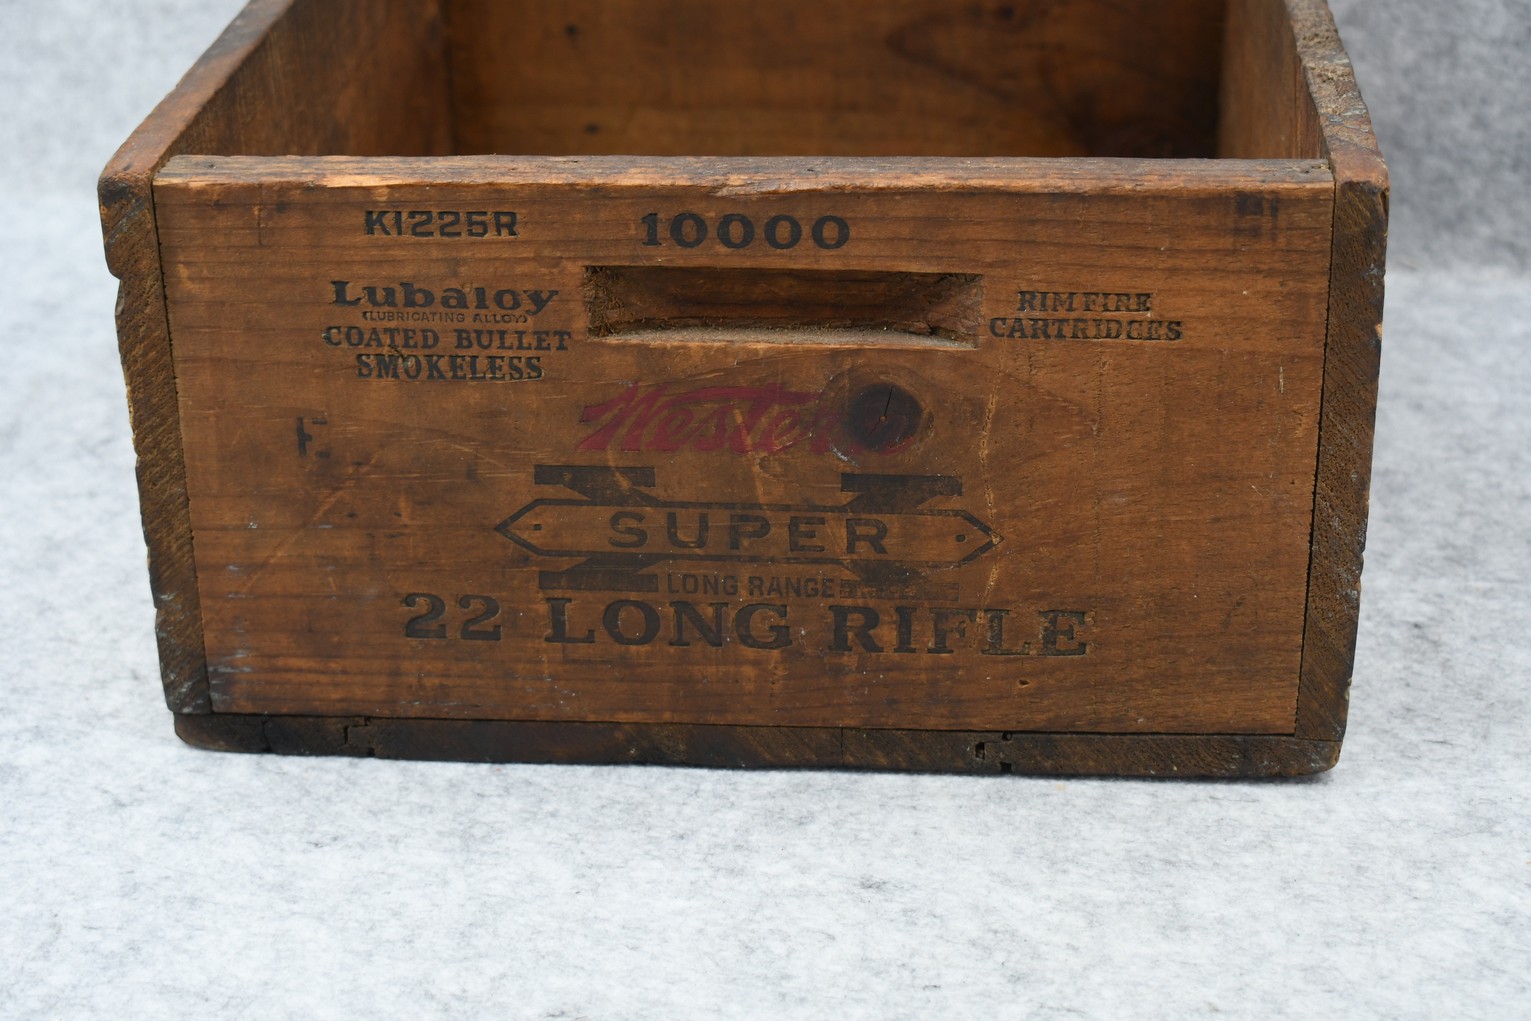 K1225R
10000
Lubaloy
(LUBRICATING ALLOY)
COATED BULLET
SMOKELESS
RIM FIRE
CARTRIDGES
Western
SUPER
LONG RANGE
22 LONG RIFLE